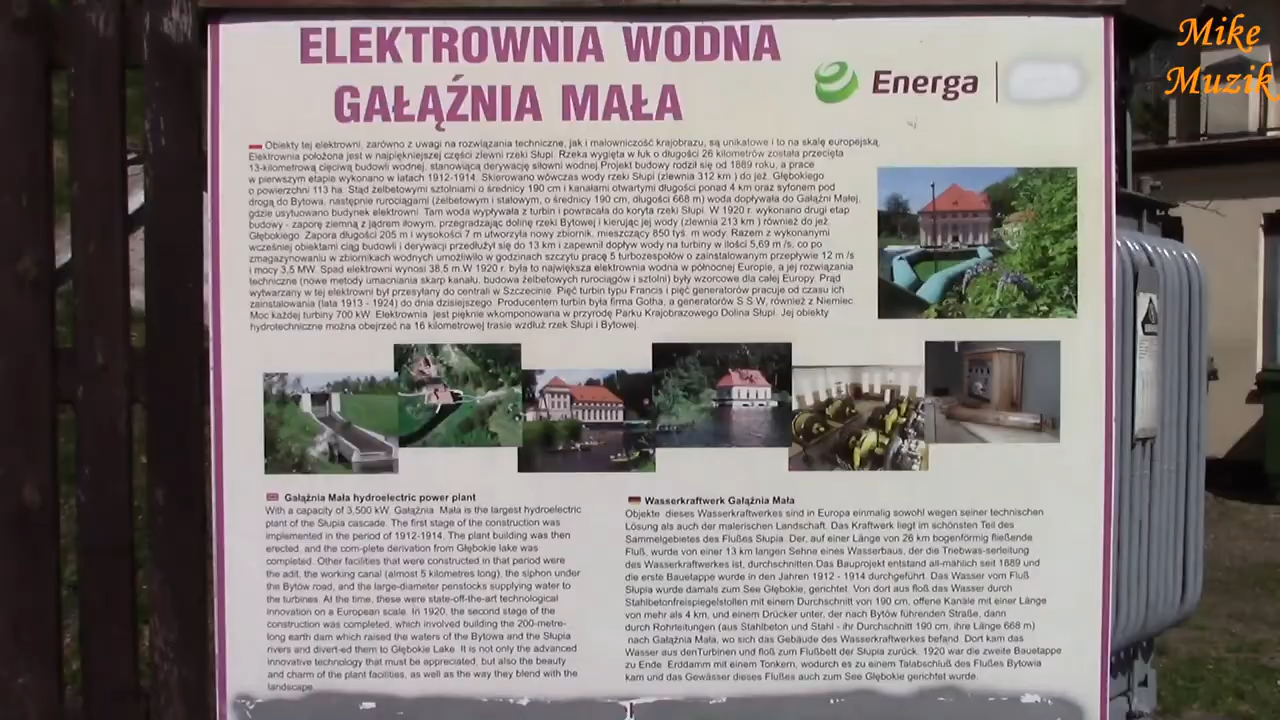 ELEKTROWNIA WODNA
GAŁĄŹNIA MAŁA
Energa
Mike
Muzik
Obiekty tej elektrowni, zarówno z uwagi na rozwiązania techniczne, jak i malowniczość krajobrazu, są unikatowe i to na skalę europejską.
Elektrownia położona jest w najpiękniejszej części zlewni rzeki Słupi. Rzeka wygięta w łuk o długości 26 kilometrów została przecięta
13-kilometrową cięciwą budowli wodnej, stanowiącą derywację siłowni wodnej.Projekt budowy rodził się od 1889 roku, a prace
w pierwszym etapie wykonano w latach 1912-1914. Skierowano wówczas wody rzeki Słupi (zlewnia 312 km ) do jeż. Głębokiego
o powierzchni 113 ha. Stąd żelbetowymi sztolniami o średnicy 190 cm i kanałami otwartymi długości ponad 4 km oraz syfonem pod
drogą do Bytowa, następnie rurociągami (żelbetowym i stalowym, o średnicy 190 cm, długości 668 m) woda dopływała do Gałąźni Małej,
gdzie usytuowano budynek elektrowni. Tam woda wypływała z turbin i powracała do koryta rzeki Słupi. W 1920 r. wykonano drugi etap
budowy - zaporę ziemną z jądrem iłowym, przegradzając dolinę rzeki Bytowej i kierując jej wody (zlewnia 213 km ) również do jeż.
Głębokiego. Zapora długości 205 m i wysokości 7 m utworzyła nowy zbiornik, mieszczący 850 tyś. m wody. Razem z wykonanymi
wcześniej obiektami ciąg budowli i derywacji przedłużył się do 13 km i zapewnił dopływ wody na turbiny w ilości 5,69 m /s, co po
zmagazynowaniu w zbiornikach wodnych umożliwiło w godzinach szczytu pracę 5 turbozespołów o zainstalowanym przepływie 12 m /s
i mocy 3,5 MW. Spad elektrowni wynosi 38,5 m.W 1920 r. była to największa elektrownia wodna w północnej Europie, a jej rozwiązania
techniczne (nowe metody umacniania skarp kanału, budowa żelbetowych rurociągów i sztolni) były wzorcowe dla całej Europy. Prąd
wytwarzany w tej elektrowni był przesyłany do centrali w Szczecinie. Pięć turbin typu Francis i pięć generatorów pracuje od czasu ich
zainstalowania (lata 1913 - 1924) do dnia dzisiejszego. Producentem turbin była firma Gotha, a generatorów S S W, również z Niemiec.
Moc każdej turbiny 700 kW. Elektrownia jest pięknie wkomponowana w przyrodę Parku Krajobrazowego Dolina Słupi. Jej obiekty
hydrotechniczne można obejrzeć na 16 kilometrowej trasie wzdłuż rzek Słupi i Bytowej.
Gałąźnia Mała hydroelectric power plant
With a capacity of 3,500 kW. Gałąźnia Mała is the largest hydroelectric
plant of the Słupia cascade. The first stage of the construction was
implemented in the period of 1912-1914. The plant building was then
erected, and the com-plete derivation from Głębokie lake was
completed. Other facilities that were constructed in that period were
the adit, the working canal (almost 5 kilometres long), the siphon under
the Bytów road, and the large-diameter penstocks supplying water to
the turbines. At the time, these were state-off-the-art technological
innovation on a European scale. In 1920, the second stage of the
construction was completed, which involved building the 200-metre-
long earth dam which raised the waters of the Bytowa and the Słupia
rivers and divert-ed them to Głębokie Lake. It is not only the advanced
innovative technology that must be appreciated, but also the beauty
and charm of the plant facilities, as well as the way they blend with the
landscape.
Wasserkraftwerk Gałąźnia Mała
Objekte dieses Wasserkraftwerkes sind in Europa einmalig sowohl wegen seiner technischen
Lösung als auch der malerischen Landschaft. Das Kraftwerk liegt im schönsten Teil des
Sammelgebietes des Flußes Słupia. Der, auf einer Länge von 26 km bogenförmig fließende
Fluß, wurde von einer 13 km langen Sehne eines Wasserbaus, der die Triebwas-serleitung
des Wasserkraftwerkes ist, durchschnitten.Das Bauprojekt entstand all-mählich seit 1889 und
die erste Bauetappe wurde in den Jahren 1912 - 1914 durchgeführt. Das Wasser vom Fluß
Słupia wurde damals zum See Głębokie, gerichtet. Von dort aus floß das Wasser durch
Stahlbetonfreispiegelstollen mit einem Durchschnitt von 190 cm, offene Kanäle mit einer Länge
von mehr als 4 km, und einem Drücker unter, der nach Bytów führenden Straße, dann
durch Rohrleitungen (aus Stahlbeton und Stahl - ihr Durchschnitt 190 cm, ihre Länge 668 m)
nach Gałąźnia Mała, wo sich das Gebäude des Wasserkraftwerkes befand. Dort kam das
Wasser aus denTurbinen und floß zum Flußbett der Słupia zurück. 1920 war die zweite Bauetappe
zu Ende. Erddamm mit einem Tonkern, wodurch es zu einem Talabschluß des Flußes Bytowia
kam und das Gewässer dieses Flußes auch zum See Głębokie gerichtet wurde.